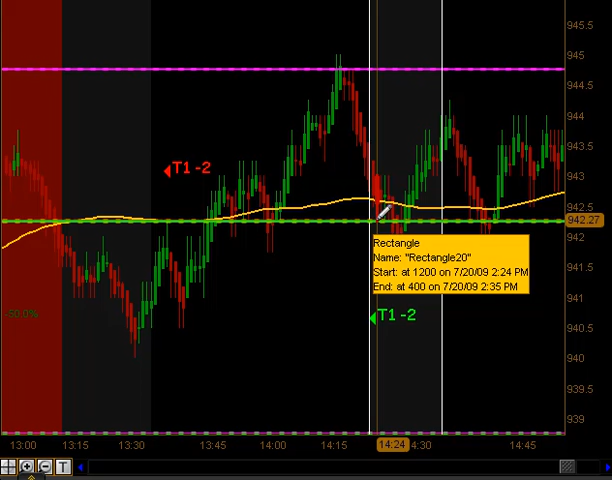 945.5
945
944.5
944
943.5
943
T1 -2
942.5
942.27
942
Rectangle
Name: "Rectangle20"
Start: at 1200 on 7/20/09 2:24 PM
End: at 400 on 7/20/09 2:35 PM
941.5
941
-50.0%
T1 -2
940.5
940
939.5
939
13:00 13:15 13:30 13:45 14:00 14:15 14:24 4:30 14:45
T